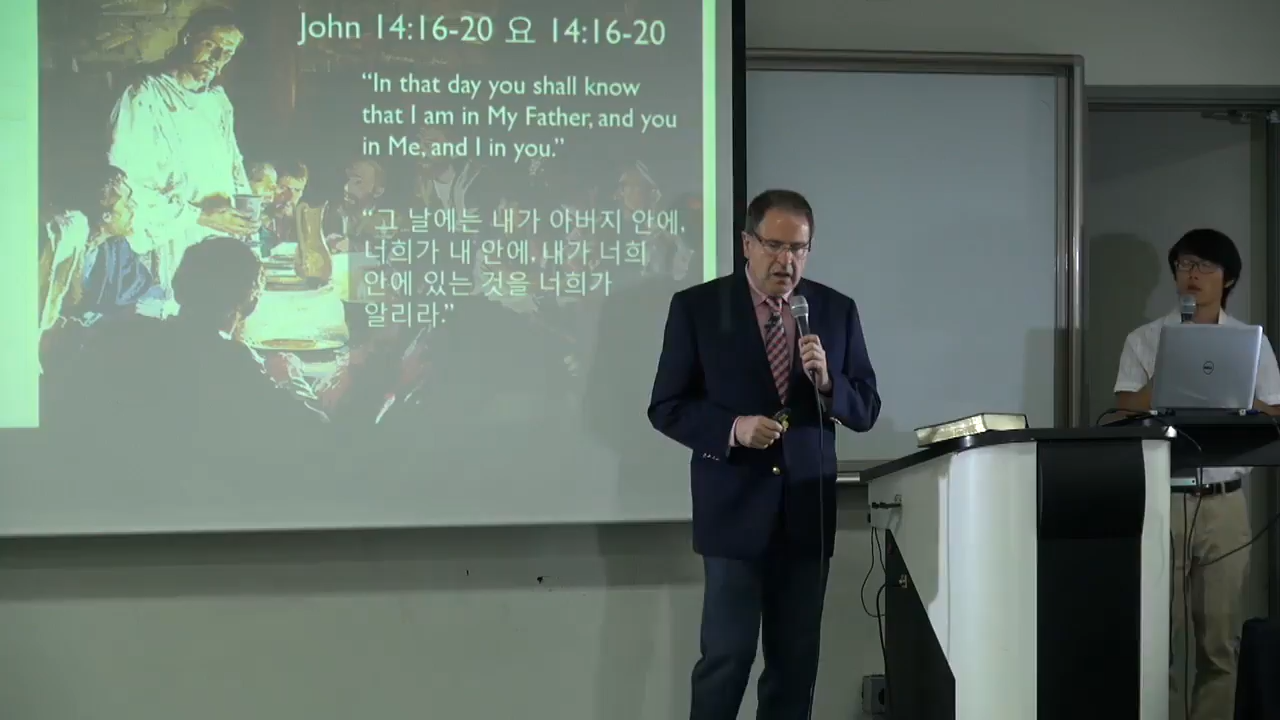 John 14:16-20 요 14:16-20
“In that day you shall know
that I am in My Father, and you
in Me, and I in you.”
“그 날에는 내가 아버지 안에,
너희가 내 안에, 내가 너희
안에 있는 것을 너희가
알리라.”
DELL